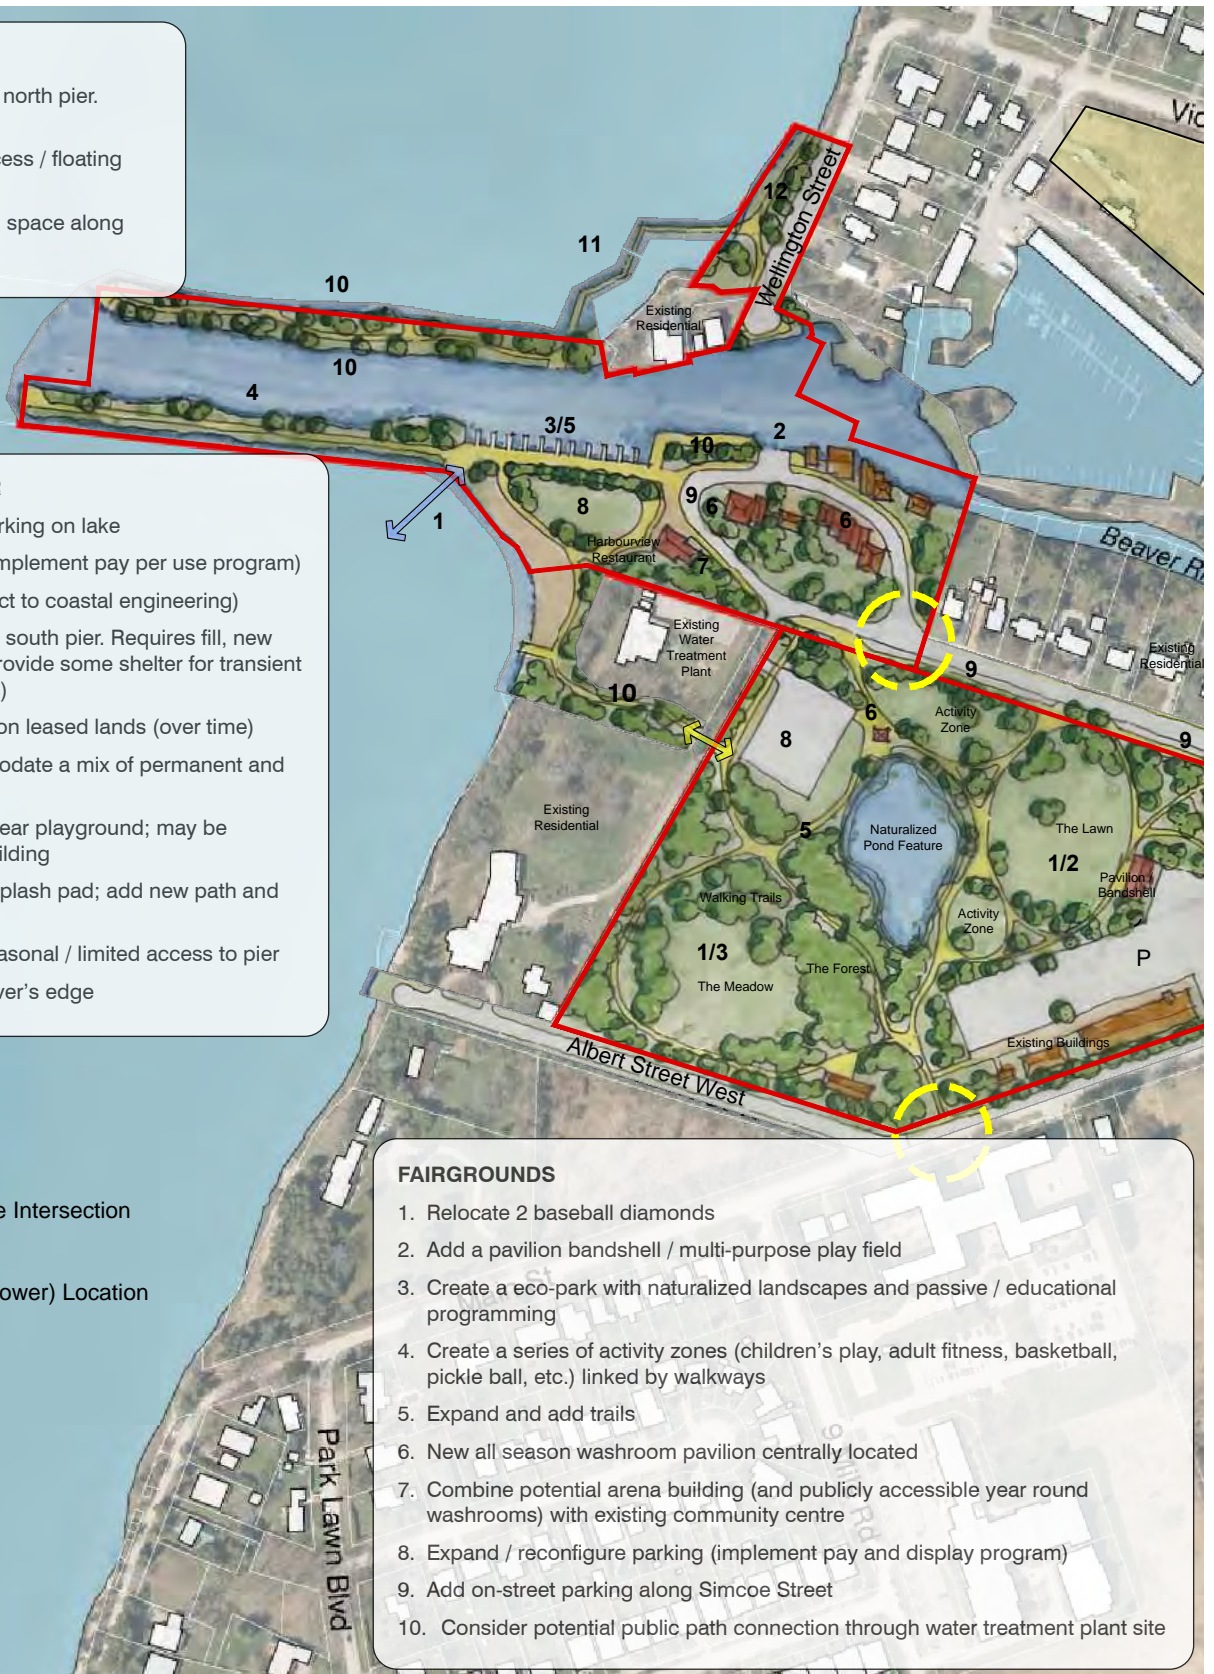 north pier.
cess / floating
space along
12
Wellington Street
11
10
Existing
Residential
10
4
3/5
2
10
9
8
6
6
Harbourview
Restaurant
7
1
Beaver R
Existing
Water
Treatment
Plant
Existing
Residential
9
10
6
Activity
Zone
8
9
5
Naturalized
Pond Feature
The Lawn
1/2
Pavilion /
Bandshell
Existing
Residential
Walking Trails
Activity
Zone
1/3
The Forest
The Meadow
P
Existing Buildings
Albert Street West
Vic
rking on lake
mplement pay per use program)
ct to coastal engineering)
south pier. Requires fill, new
rovide some shelter for transient
)
on leased lands (over time)
odate a mix of permanent and
ear playground; may be
ilding
plash pad; add new path and
asonal / limited access to pier
ver's edge
e Intersection
ower) Location
Main St
Park Lawn Blvd
Rd
FAIRGROUNDS
1. Relocate 2 baseball diamonds
2. Add a pavilion bandshell / multi-purpose play field
3. Create a eco-park with naturalized landscapes and passive / educational
programming
4. Create a series of activity zones (children's play, adult fitness, basketball,
pickle ball, etc.) linked by walkways
5. Expand and add trails
6. New all season washroom pavilion centrally located
7. Combine potential arena building (and publicly accessible year round
washrooms) with existing community centre
8. Expand / reconfigure parking (implement pay and display program)
9. Add on-street parking along Simcoe Street
10. Consider potential public path connection through water treatment plant site